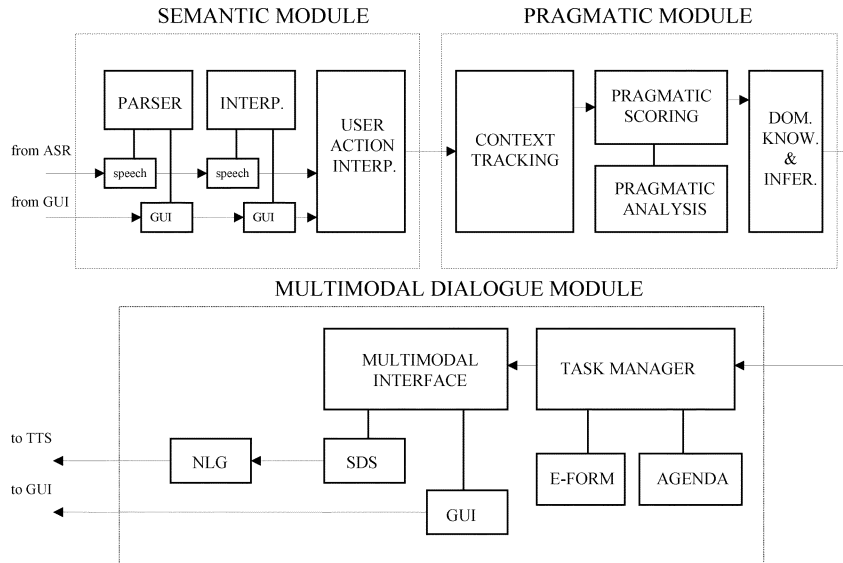 SEMANTIC MODULE
PRAGMATIC MODULE
PARSER
INTERP.
USER
ACTION
INTERP.
from ASR
speech
speech
from GUI
GUI
GUI
CONTEXT
TRACKING
PRAGMATIC
SCORING
PRAGMATIC
ANALYSIS
DOM.
KNOW.
&
INFER.
MULTIMODAL DIALOGUE MODULE
MULTIMODAL
INTERFACE
TASK MANAGER
to TTS
NLG
SDS
E-FORM
AGENDA
to GUI
GUI